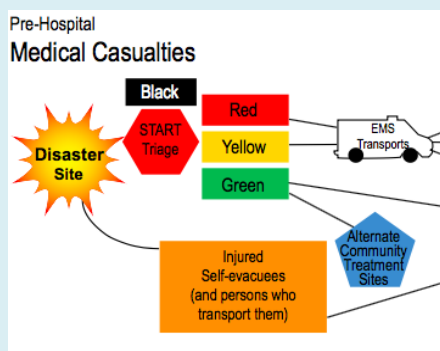 Pre-Hospital
Medical Casualties
Black
START
Triage
Red
Yellow
Green
EMS
Transports
Disaster
Site
Alternate
Community
Treatment
Sites
Injured
Self-evacuees
(and persons who
transport them)